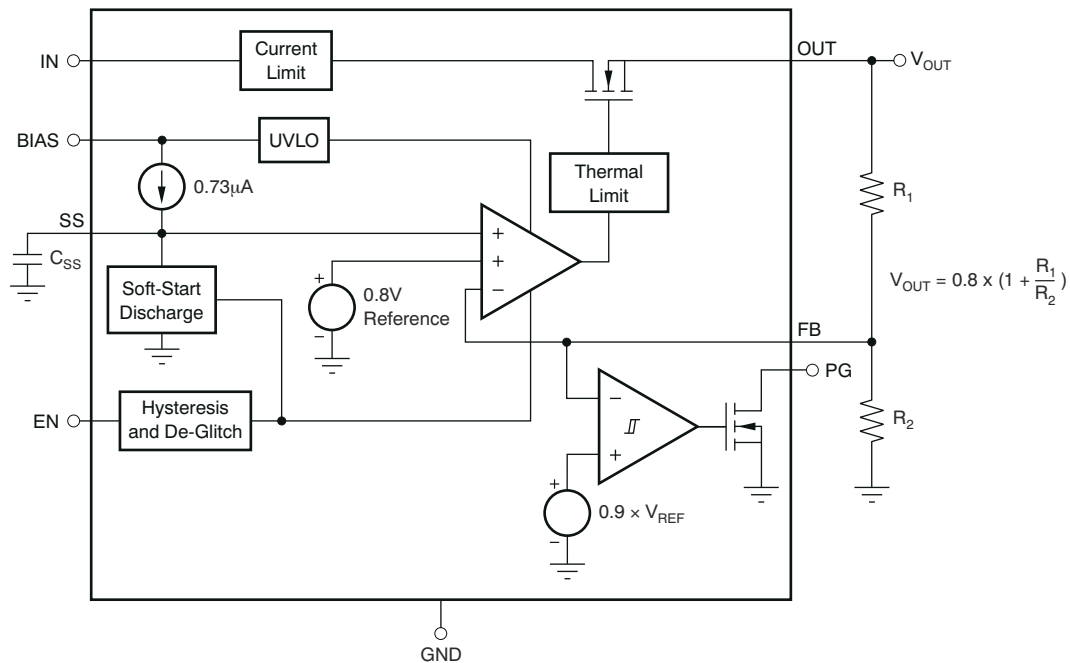 IN
Current
Limit
OUT
V_OUT
BIAS
UVLO
0.73µA
Thermal
Limit
R_1
SS
C_SS
+
+
−
Soft-Start
Discharge
+
0.8V
Reference
−
V_OUT = 0.8 x (1 + R_1/R_2)
FB
PG
EN
Hysteresis
and De-Glitch
−
+
R_2
+
0.9 × V_REF
−
GND